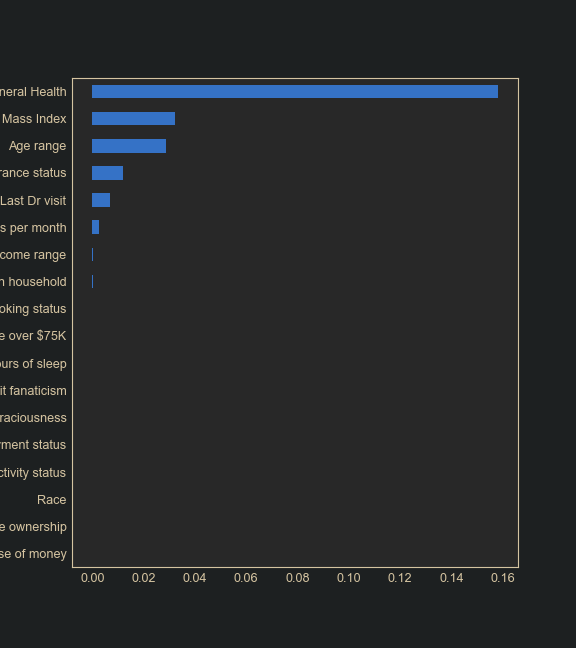 neral Health
Mass Index
Age range
rance status
Last Dr visit
s per month
come range
n household
oking status
e over $75K
ours of sleep
it fanaticism
raciousness
ment status
ctivity status
Race
e ownership
se of money
0.00 0.02 0.04 0.06 0.08 0.10 0.12 0.14 0.16